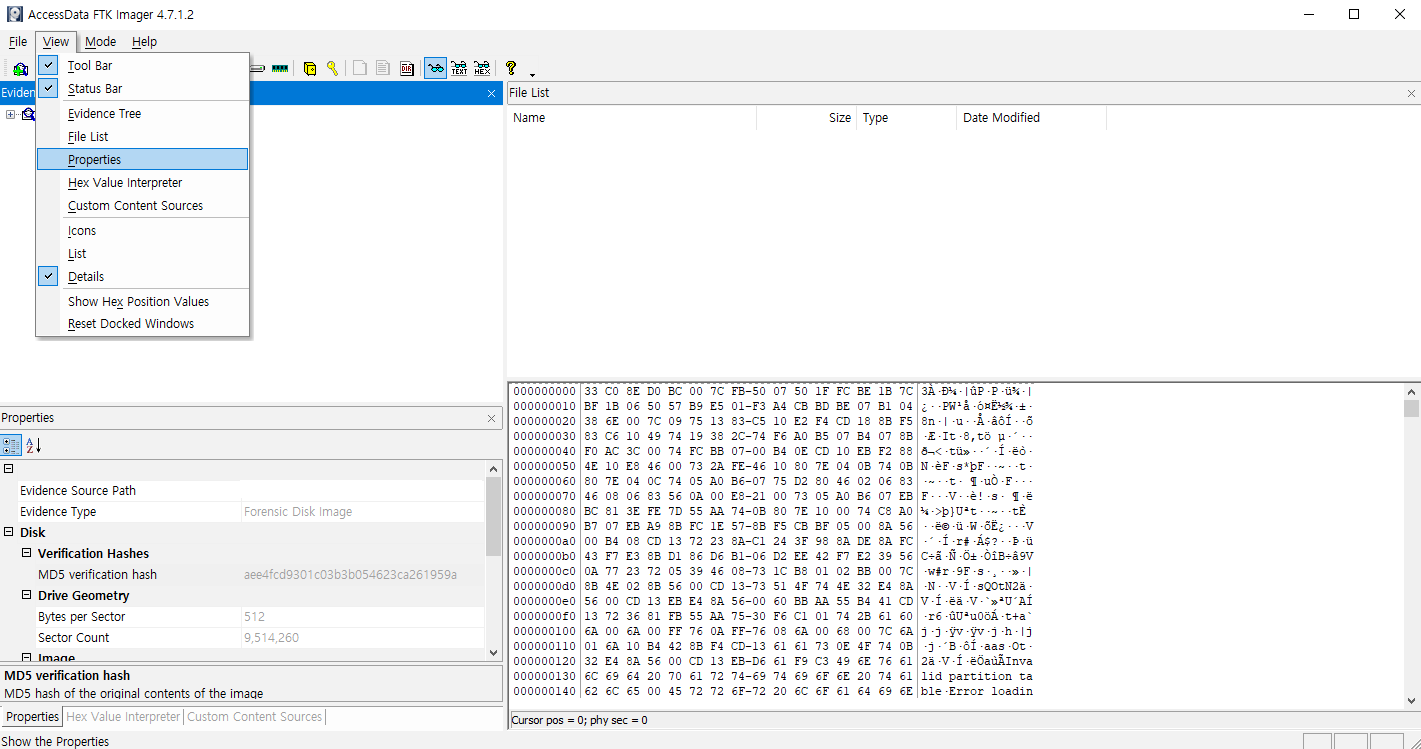 AccessData FTK Imager 4.7.1.2
File View Mode Help
Tool Bar
Status Bar
Evidence Tree
File List
Properties
Hex Value Interpreter
Custom Content Sources
Icons
List
Details
Show Hex Position Values
Reset Docked Windows
File List
Name Size Type Date Modified
Properties
Evidence Source Path
Evidence Type Forensic Disk Image
Disk
Verification Hashes
MD5 verification hash aee4fcd9301c03b3b054623ca261959a
Drive Geometry
Bytes per Sector 512
Sector Count 9,514,260
Image
MD5 verification hash
MD5 hash of the original contents of the image
Properties Hex Value Interpreter Custom Content Sources
Show the Properties
000000000 33 C0 8E D0 BC 00 7C FB-50 07 50 1F FC BE 1B 7C 3À·Ð¼·|ûP·P·ü¾·|
000000010 BF 1B 06 50 57 B9 E5 01-F3 A4 CB BD BE 07 B1 04 ¿··PW¹å·ó¤Ë½¾·±·
000000020 38 6E 00 7C 09 75 13 83-C5 10 E2 F4 CD 18 8B F5 8n·|·u··Å·âôÍ··õ
000000030 83 C6 10 49 74 19 38 2C-74 F6 A0 B5 07 B4 07 8B ·Æ·It·8,tö µ·´··
000000040 F0 AC 3C 00 74 FC BB 07-00 B4 0E CD 10 EB F2 88 ð¬<·tü»··´·Í·ëò·
000000050 4E 10 E8 46 00 73 2A FE-46 10 80 7E 04 0B 74 0B N·èF·s*þF··~··t·
000000060 80 7E 04 0C 74 05 A0 B6-07 75 D2 80 46 02 06 83 ·~··t· ¶·uÒ·F···
000000070 46 08 06 83 56 0A 00 E8-21 00 73 05 A0 B6 07 EB F···V··è!·s· ¶·ë
000000080 BC 81 3E FE 7D 55 AA 74-0B 80 7E 10 00 74 C8 A0 ¼·>þ}Uªt··~··tÈ
000000090 B7 07 EB A9 8B FC 1E 57-8B F5 CB BF 05 00 8A 56 ··ë©·ü·W·õË¿···V
0000000a0 00 B4 08 CD 13 72 23 8A-C1 24 3F 98 8A DE 8A FC ·´·Í·r#·Á$?··Þ·ü
0000000b0 43 F7 E3 8B D1 86 D6 B1-06 D2 EE 42 F7 E2 39 56 C÷ã·Ñ·Ö±·ÒîB÷â9V
0000000c0 0A 77 23 72 05 39 46 08-73 1C B8 01 02 BB 00 7C ·w#r·9F·s·¸··»·|
0000000d0 8B 4E 02 8B 56 00 CD 13-73 51 4F 74 4E 32 E4 8A ·N··V·Í·sQOtN2ä·
0000000e0 56 00 CD 13 EB E4 8A 56-00 60 BB AA 55 B4 41 CD V·Í·ëä·V·`»ªU´AÍ
0000000f0 13 72 36 81 FB 55 AA 75-30 F6 C1 01 74 2B 61 60 ·r6·ûUªu0öÁ·t+a`
000000100 6A 00 6A 00 FF 76 0A FF-76 08 6A 00 68 00 7C 6A j·j·ÿv·ÿv·j·h·|j
000000110 01 6A 10 B4 42 8B F4 CD-13 61 61 73 0E 4F 74 0B ·j·´B·ôÍ·aas·Ot·
000000120 32 E4 8A 56 00 CD 13 EB-D6 61 F9 C3 49 6E 76 61 2ä·V·Í·ëÖaùÃInva
000000130 6C 69 64 20 70 61 72 74-69 74 69 6F 6E 20 74 61 lid partition ta
000000140 62 6C 65 00 45 72 72 6F-72 20 6C 6F 61 64 69 6E ble·Error loadin
Cursor pos = 0; phy sec = 0